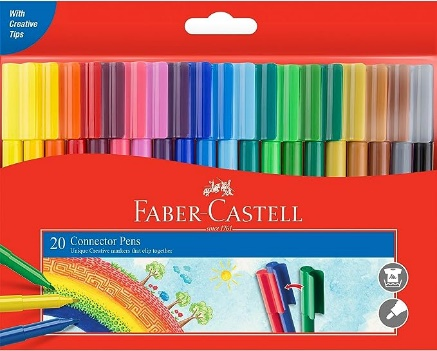 With
Creative
Tips
FABER-CASTELL
since 1761
20 Connector Pens
Unique Creative markers that clip together